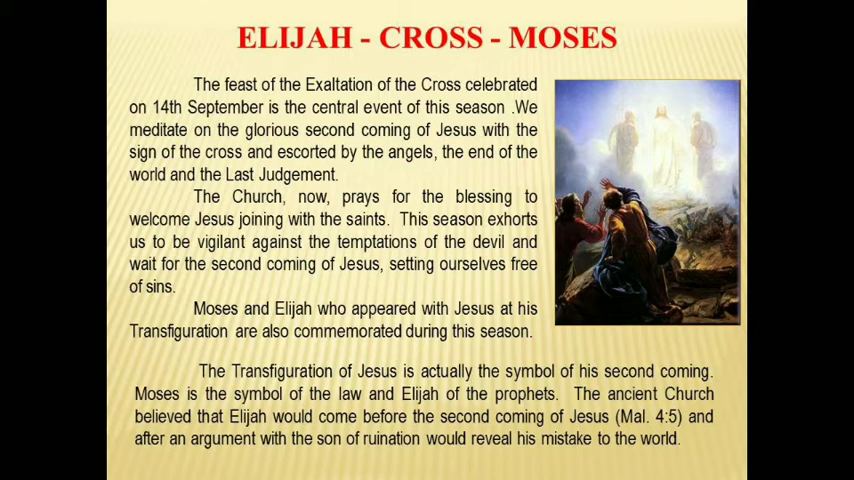 ELIJAH - CROSS - MOSES
The feast of the Exaltation of the Cross celebrated
on 14th September is the central event of this season .We
meditate on the glorious second coming of Jesus with the
sign of the cross and escorted by the angels, the end of the
world and the Last Judgement.
The Church, now, prays for the blessing to
welcome Jesus joining with the saints. This season exhorts
us to be vigilant against the temptations of the devil and
wait for the second coming of Jesus, setting ourselves free
of sins.
Moses and Elijah who appeared with Jesus at his
Transfiguration are also commemorated during this season.
The Transfiguration of Jesus is actually the symbol of his second coming.
Moses is the symbol of the law and Elijah of the prophets. The ancient Church
believed that Elijah would come before the second coming of Jesus (Mal. 4:5) and
after an argument with the son of ruination would reveal his mistake to the world.